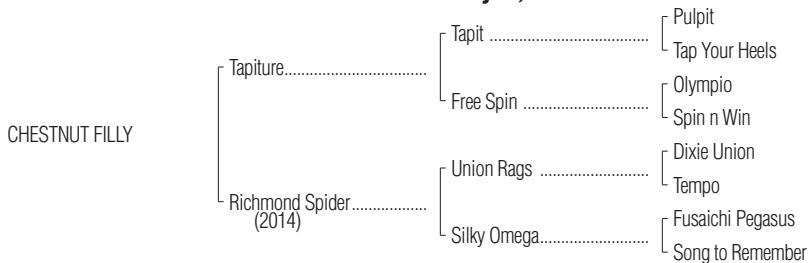 Pulpit
Tapit ......................................
Tap Your Heels
Tapiture..................................
Olympio
Free Spin ..............................
Spin n Win
CHESTNUT FILLY
Dixie Union
Union Rags ..........................
Tempo
Richmond Spider..................
(2014)
Fusaichi Pegasus
Silky Omega..........................
Song to Remember